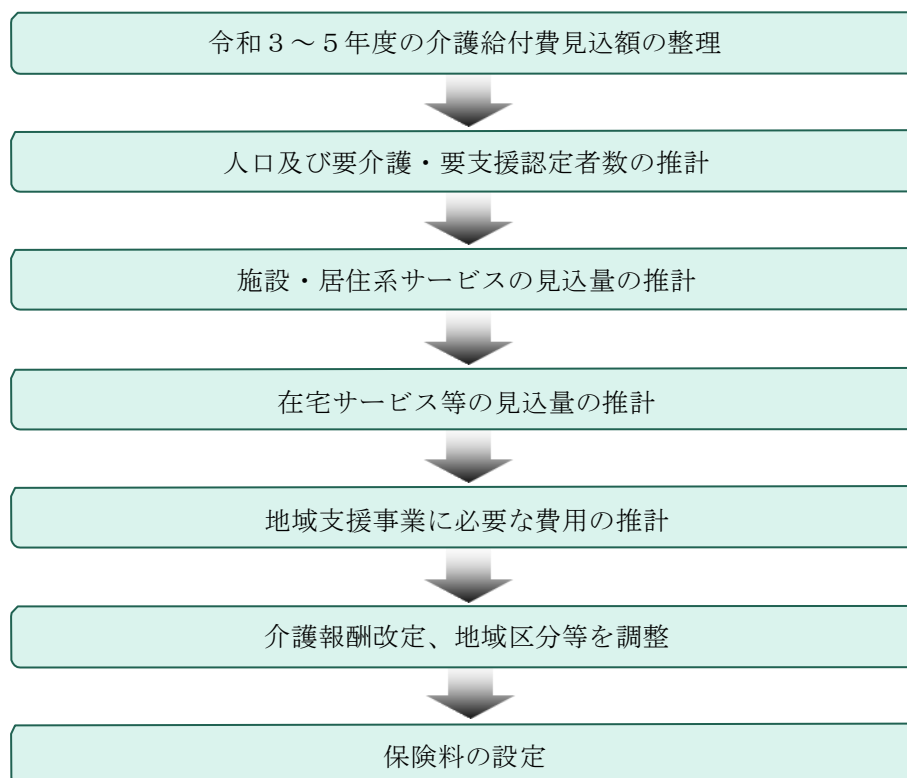 令和３～５年度の介護給付費見込額の整理
人口及び要介護・要支援認定者数の推計
施設・居住系サービスの見込量の推計
在宅サービス等の見込量の推計
地域支援事業に必要な費用の推計
介護報酬改定、地域区分等を調整
保険料の設定